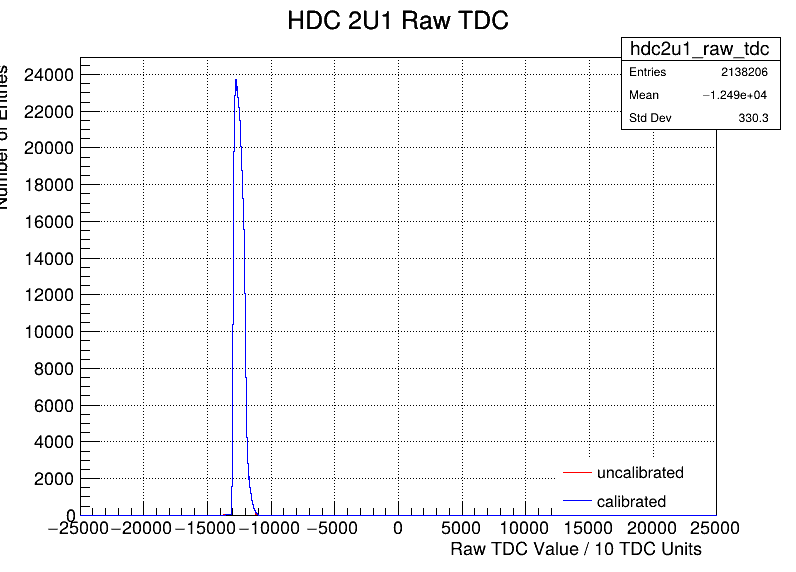 HDC 2U1 Raw TDC
hdc2u1_raw_tdc
Entries 2138206
Mean −1.249e+04
Std Dev 330.3
Number of Entries
24000
22000
20000
18000
16000
14000
12000
10000
8000
6000
4000
2000
0
uncalibrated
calibrated
−25000 −20000 −15000 −10000 −5000 0 5000 10000 15000 20000 25000
Raw TDC Value / 10 TDC Units